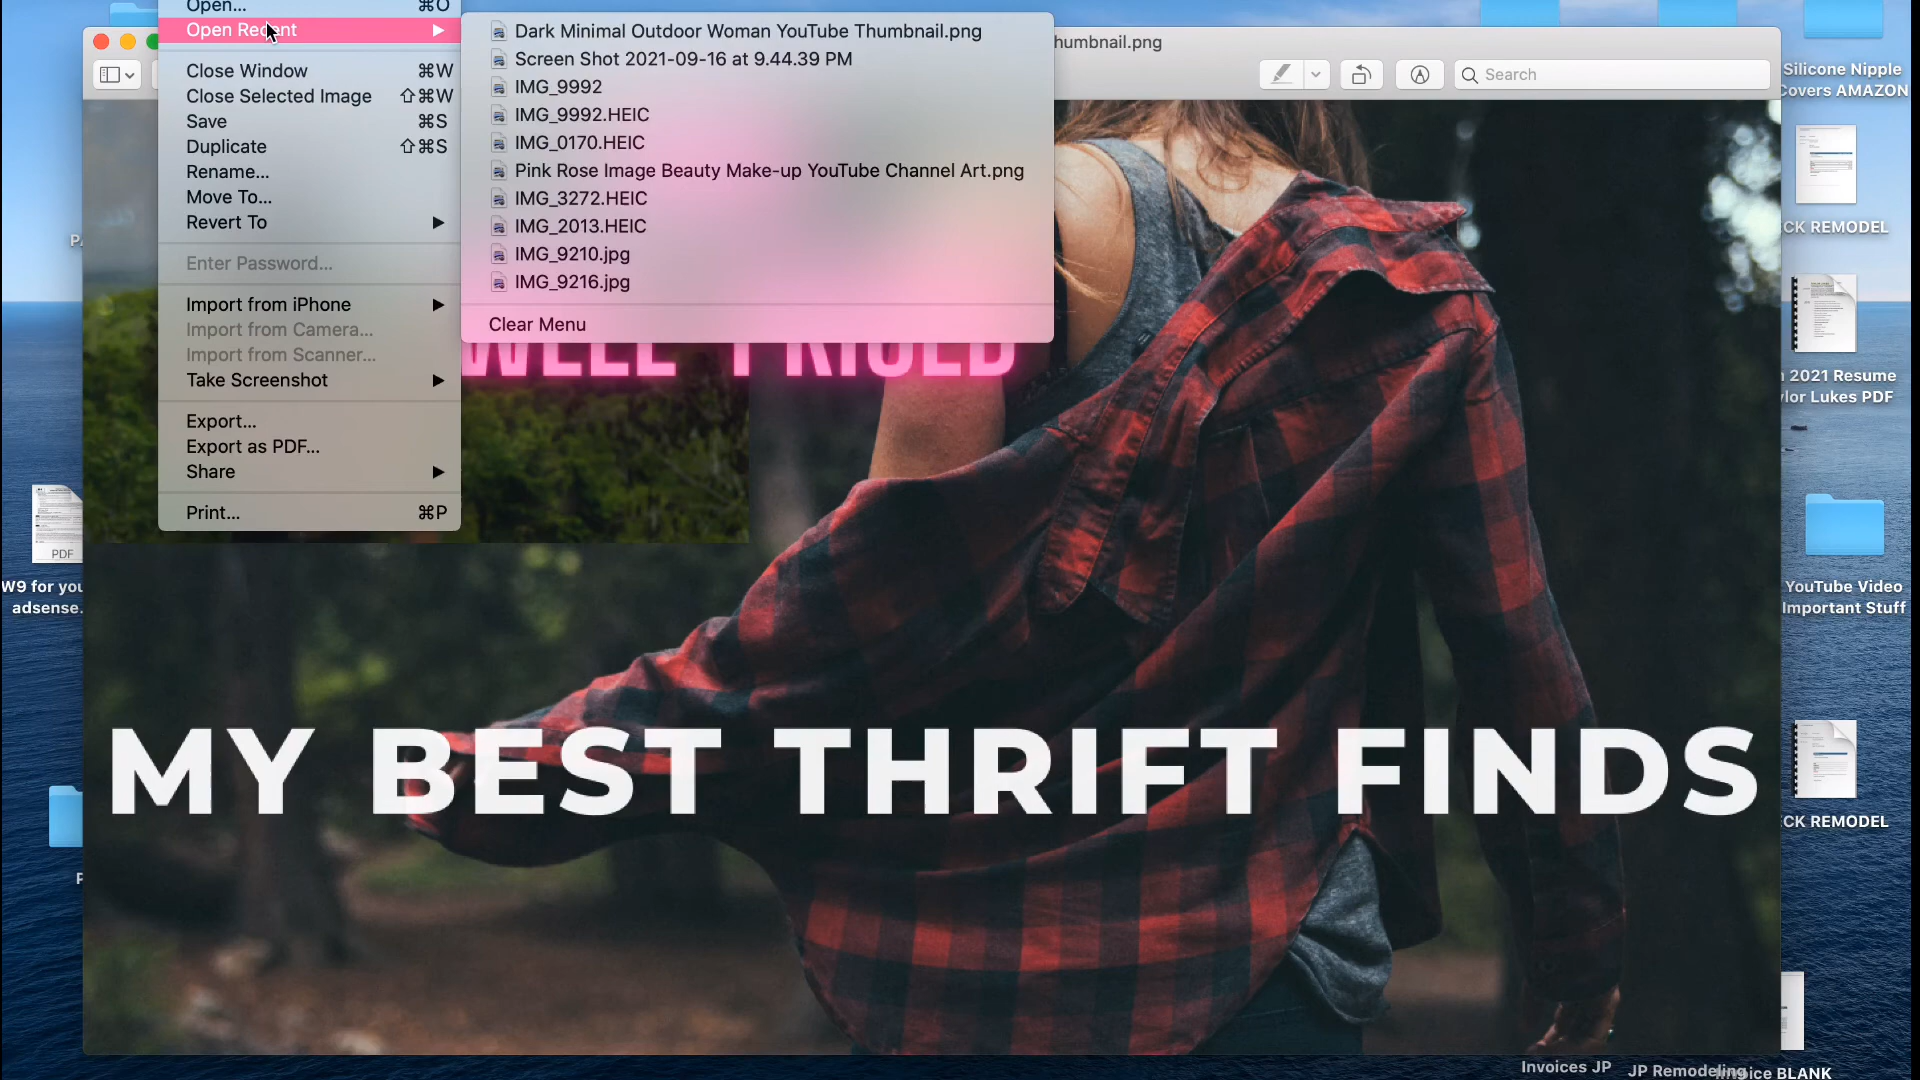 Open... ⌘O
Open Recent
Close Window ⌘W
Close Selected Image ⇧⌘W
Save ⌘S
Duplicate ⇧⌘S
Rename...
Move To...
Revert To
Enter Password...
Import from iPhone
Import from Camera...
Import from Scanner...
Take Screenshot
Export...
Export as PDF...
Share
Print... ⌘P
Dark Minimal Outdoor Woman YouTube Thumbnail.png
Screen Shot 2021-09-16 at 9.44.39 PM
IMG_9992
IMG_9992.HEIC
IMG_0170.HEIC
Pink Rose Image Beauty Make-up YouTube Channel Art.png
IMG_3272.HEIC
IMG_2013.HEIC
IMG_9210.jpg
IMG_9216.jpg
Clear Menu
humbnail.png
Search
WELL PRICED
MY BEST THRIFT FINDS
Silicone Nipple
Covers AMAZON
CK REMODEL
2021 Resume
ylor Lukes PDF
PDF
W9 for you
adsense.
YouTube Video
Important Stuff
CK REMODEL
Invoices JP
JP Remodeling
Invoice BLANK